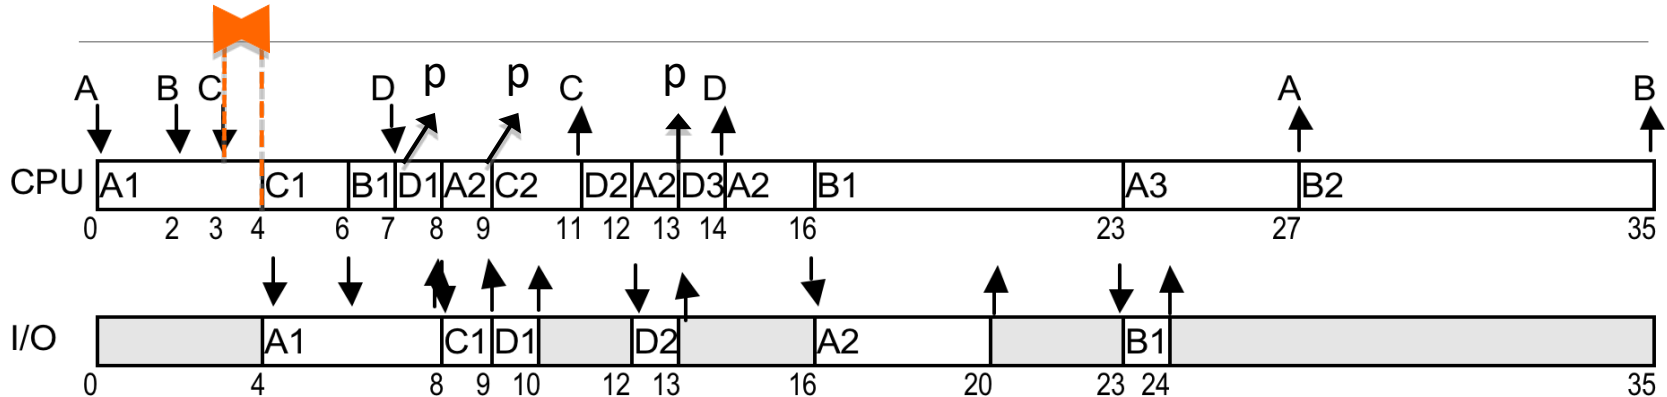 A B C D p p C p D A B
CPU A1 C1 B1 D1 A2 C2 D2 A2 D3 A2 B1 A3 B2
0 2 3 4 6 7 8 9 11 12 13 14 16 23 27 35
I/O A1 C1 D1 D2 A2 B1
0 4 8 9 10 12 13 16 20 23 24 35